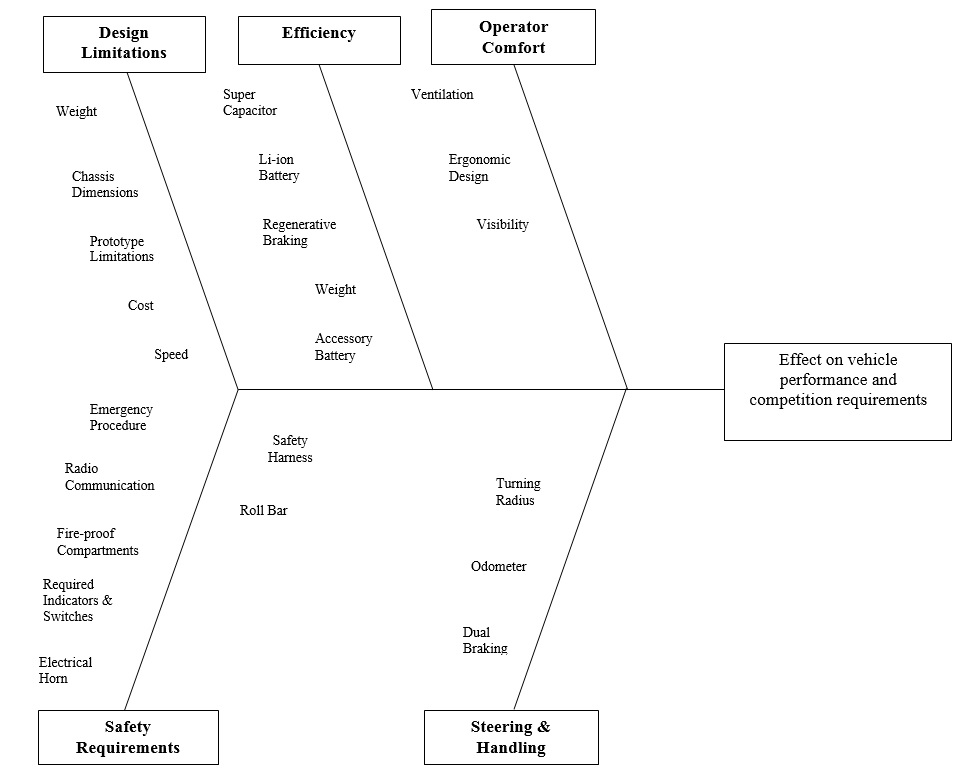 Design
Limitations
Efficiency
Operator
Comfort
Weight
Chassis
Dimensions
Prototype
Limitations
Cost
Speed
Super
Capacitor
Li-ion
Battery
Regenerative
Braking
Weight
Accessory
Battery
Ventilation
Ergonomic
Design
Visibility
Effect on vehicle
performance and
competition requirements
Emergency
Procedure
Radio
Communication
Fire-proof
Compartments
Required
Indicators &
Switches
Electrical
Horn
Safety
Harness
Roll Bar
Turning
Radius
Odometer
Dual
Braking
Safety
Requirements
Steering &
Handling